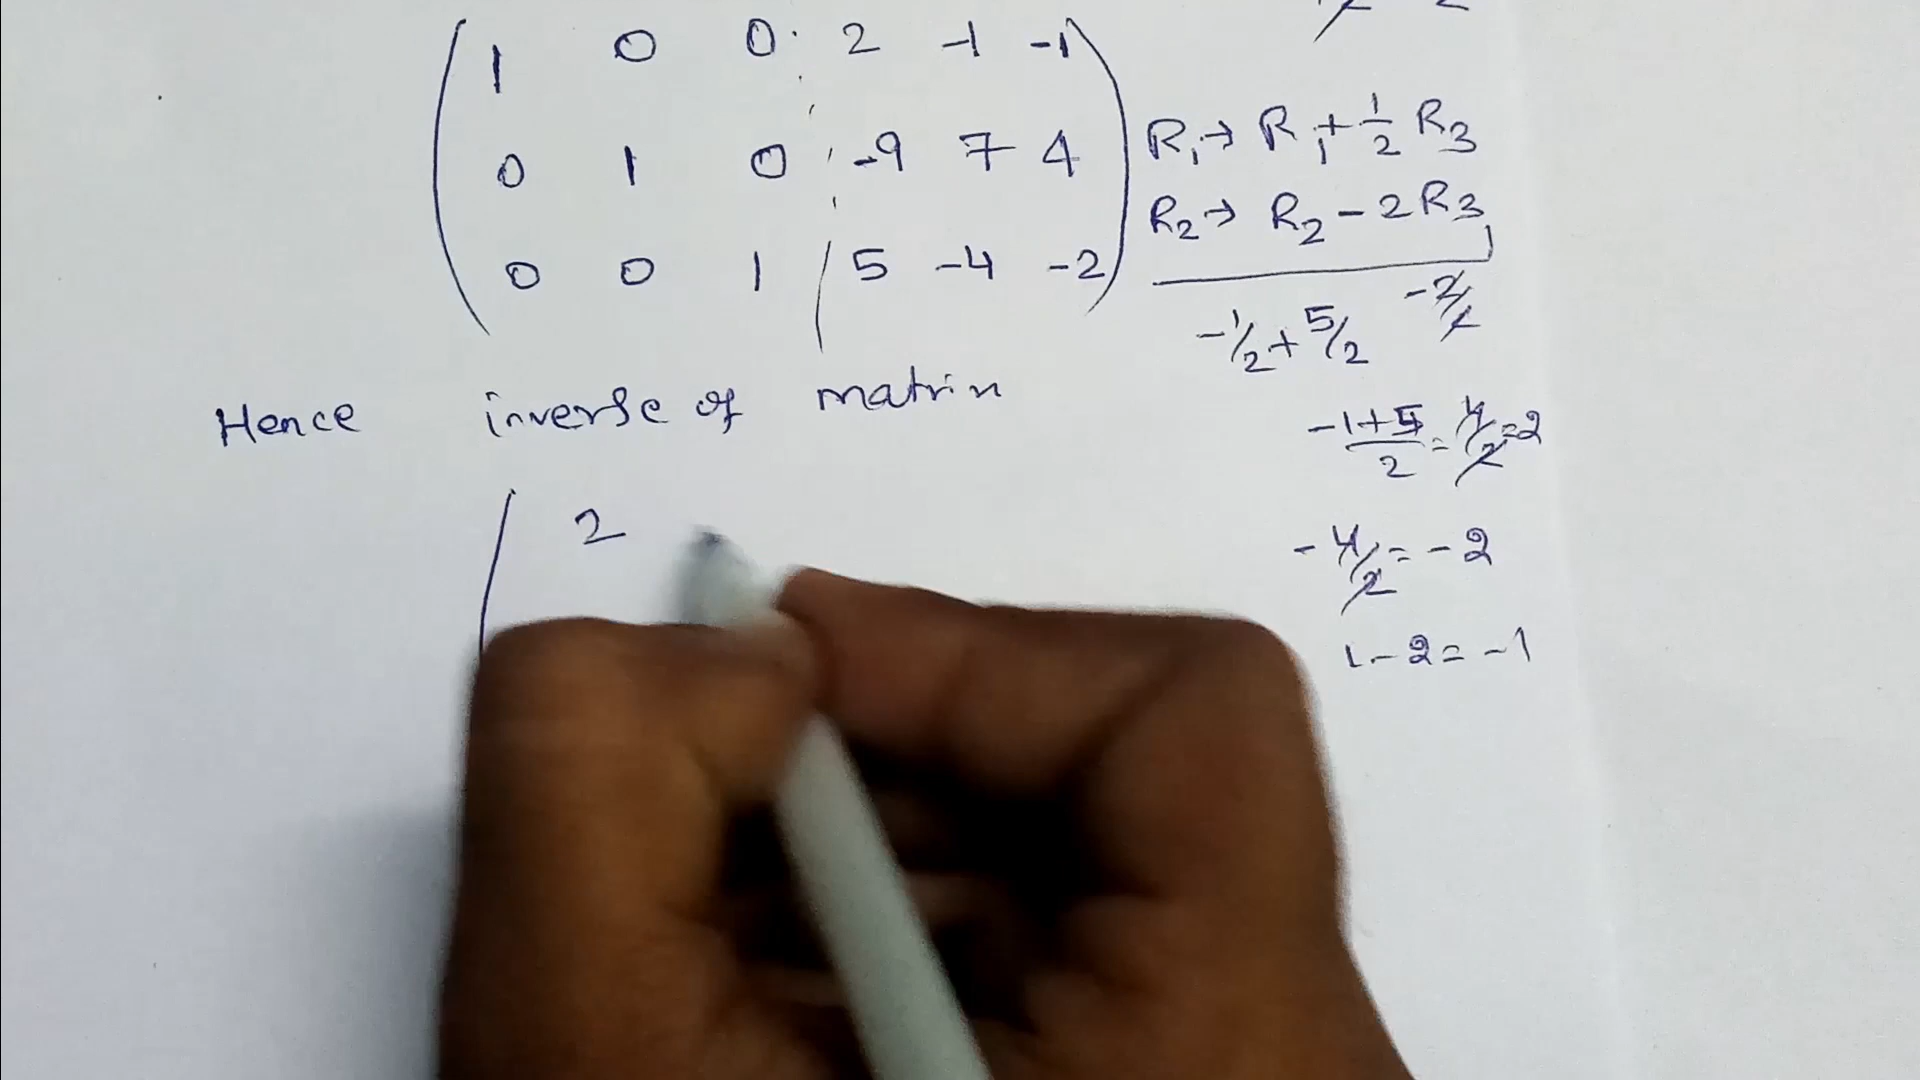 1 0 0 2 -1 -1
0 1 0 -9 7 4 R₁→ R₁+1/2 R₃
R₂→ R₂-2R₃
0 0 1 5 -4 -2
-1/2+5/2 -2/2
Hence inverse of matrix
-1+5/2=4/2=2
2
-4/2=-2
1-2=-1